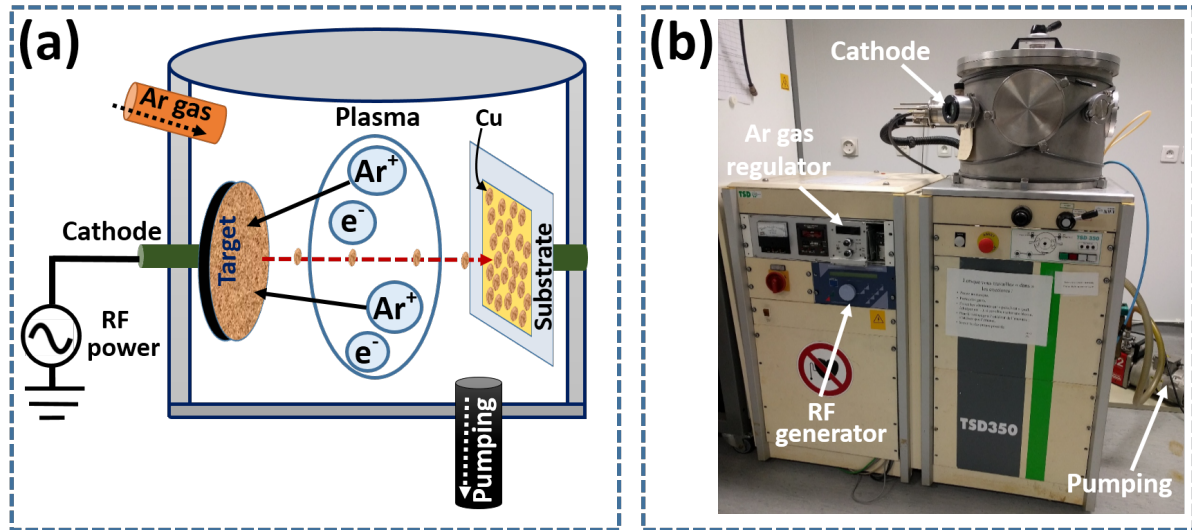 (a)
Ar gas
Plasma
Cu
Ar+
e-
Cathode
Target
Substrate
RF
power
Ar+
e-
Pumping
(b)
Cathode
Ar gas
regulator
TSD
RF
generator
TSD350
Pumping